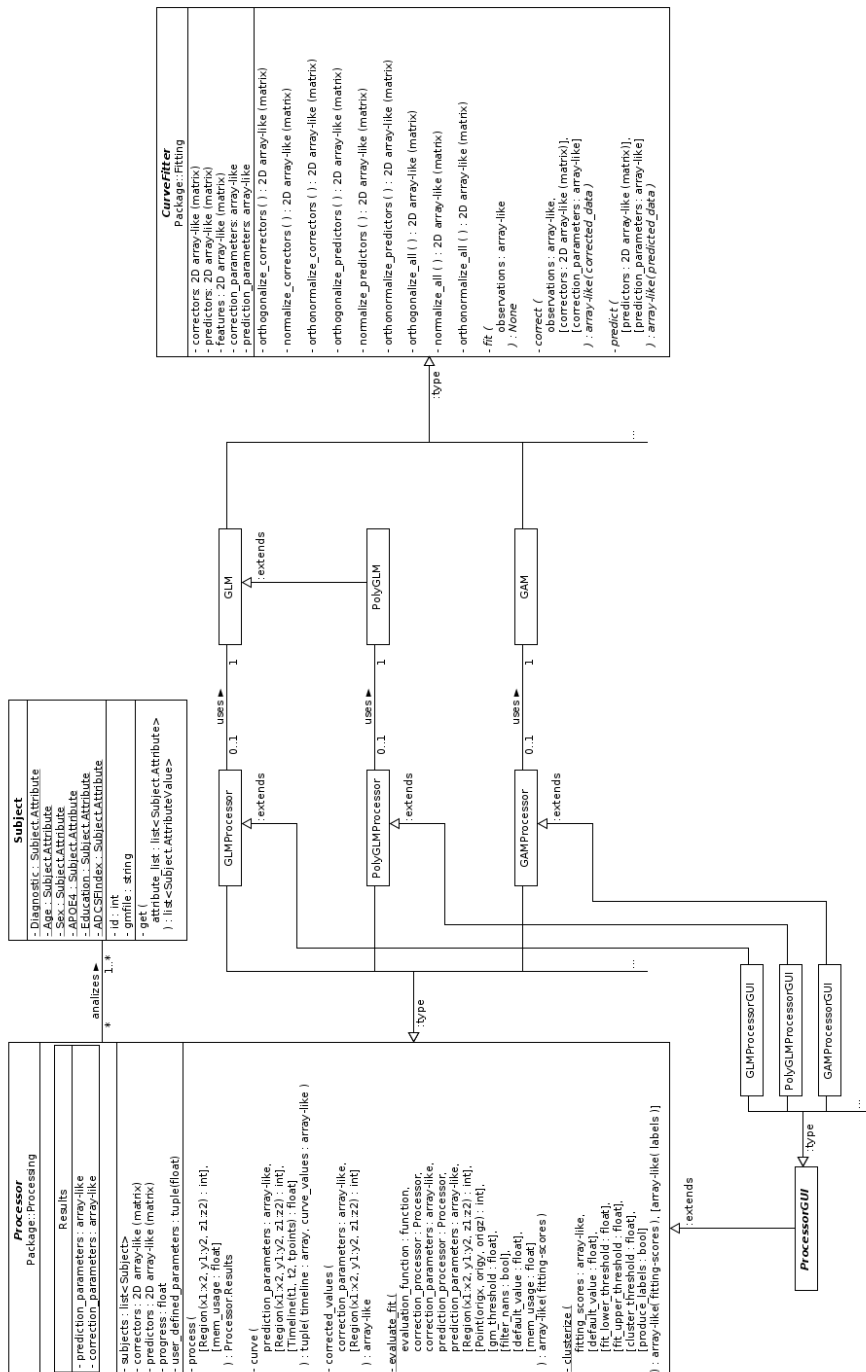 Processor
Package::Processing
Results
- prediction_parameters : array-like
- correction_parameters : array-like
- subjects : list<Subject>
- correctors : 2D array-like (matrix)
- predictors : 2D array-like (matrix)
- progress : float
- user_defined_parameters : tuple(float)
- process (
[Region(x1:x2, y1:y2, z1:z2) : int],
[mem_usage : float]
) : Processor.Results
- curve (
prediction_parameters : array-like,
[Region(x1:x2, y1:y2, z1:z2) : int],
[Timeline(t1, t2, tpoints) : float]
) : tuple( timeline : array, curve_values : array-like )
- corrected_values (
correction_parameters : array-like,
[Region(x1:x2, y1:y2, z1:z2) : int]
) : array-like
- evaluate_fit (
evaluation_function : function,
correction_processor : Processor,
correction_parameters : array-like,
prediction_processor : Processor,
prediction_parameters : array-like,
[Region(x1:x2, y1:y2, z1:z2) : int],
[Point(origx, origy, origz) : int],
[gm_threshold : float],
[filter_nans : bool],
[default_value : float],
[mem_usage : float]
) : array-like( fitting-scores )
- clusterize (
fitting_scores : array-like,
[default_value : float],
[fit_lower_threshold : float],
[fit_upper_threshold : float],
[cluster_threshold : float],
[produce_labels : bool]
) : array-like( fitting-scores ), [array-like( labels )]
analizes ►
*
1..*
Subject
- Diagnostic : Subject.Attribute
- Age : Subject.Attribute
- Sex : Subject.Attribute
- APOE4 : Subject.Attribute
- Education : Subject.Attribute
- ADCSFIndex : Subject.Attribute
- id : int
- gmfile : string
- get (
attribute_list : list<Subject.Attribute>
) : list<Subject.AttributeValue>
CurveFitter
Package::Fitting
- correctors: 2D array-like (matrix)
- predictors: 2D array-like (matrix)
- features : 2D array-like (matrix)
- correction_parameters: array-like
- prediction_parameters: array-like
- orthogonalize_correctors ( ) : 2D array-like (matrix)
- normalize_correctors ( ) : 2D array-like (matrix)
- orthonormalize_correctors ( ) : 2D array-like (matrix)
- orthogonalize_predictors ( ) : 2D array-like (matrix)
- normalize_predictors ( ) : 2D array-like (matrix)
- orthonormalize_predictors ( ) : 2D array-like (matrix)
- orthogonalize_all ( ) : 2D array-like (matrix)
- normalize_all ( ) : 2D array-like (matrix)
- orthonormalize_all ( ) : 2D array-like (matrix)
- fit (
observations : array-like
) : None
- correct (
observations : array-like,
[correctors : 2D array-like (matrix)],
[correction_parameters : array-like]
) : array-like( corrected_data )
- predict (
[predictors : 2D array-like (matrix)],
[prediction_parameters : array-like]
) : array-like( predicted_data )
:type
GLMProcessor
:extends
0..1
uses ►
1
GLM
:extends
PolyGLMProcessor
:extends
0..1
uses ►
1
PolyGLM
GAMProcessor
:extends
0..1
uses ►
1
GAM
...
...
:type
:extends
ProcessorGUI
:type
GLMProcessorGUI
PolyGLMProcessorGUI
GAMProcessorGUI
...